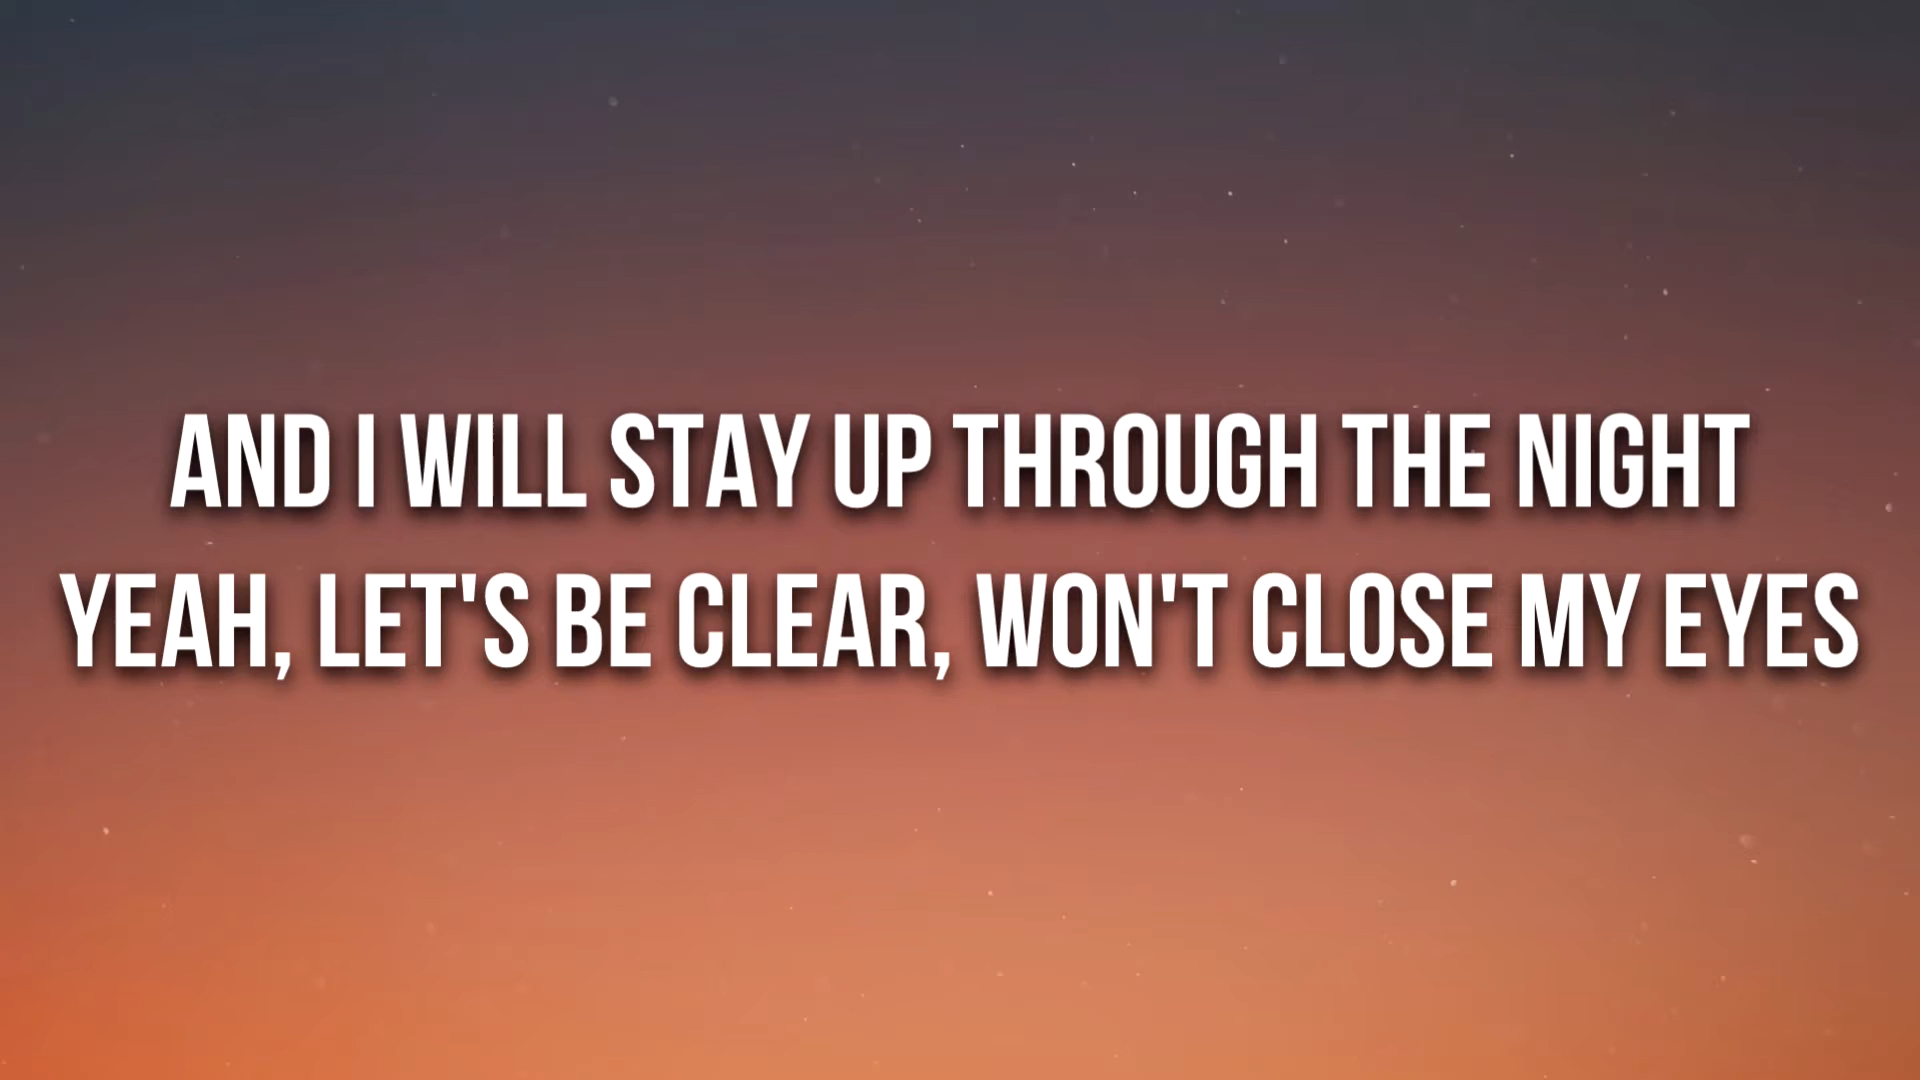 AND I WILL STAY UP THROUGH THE NIGHT
YEAH, LET'S BE CLEAR, WON'T CLOSE MY EYES